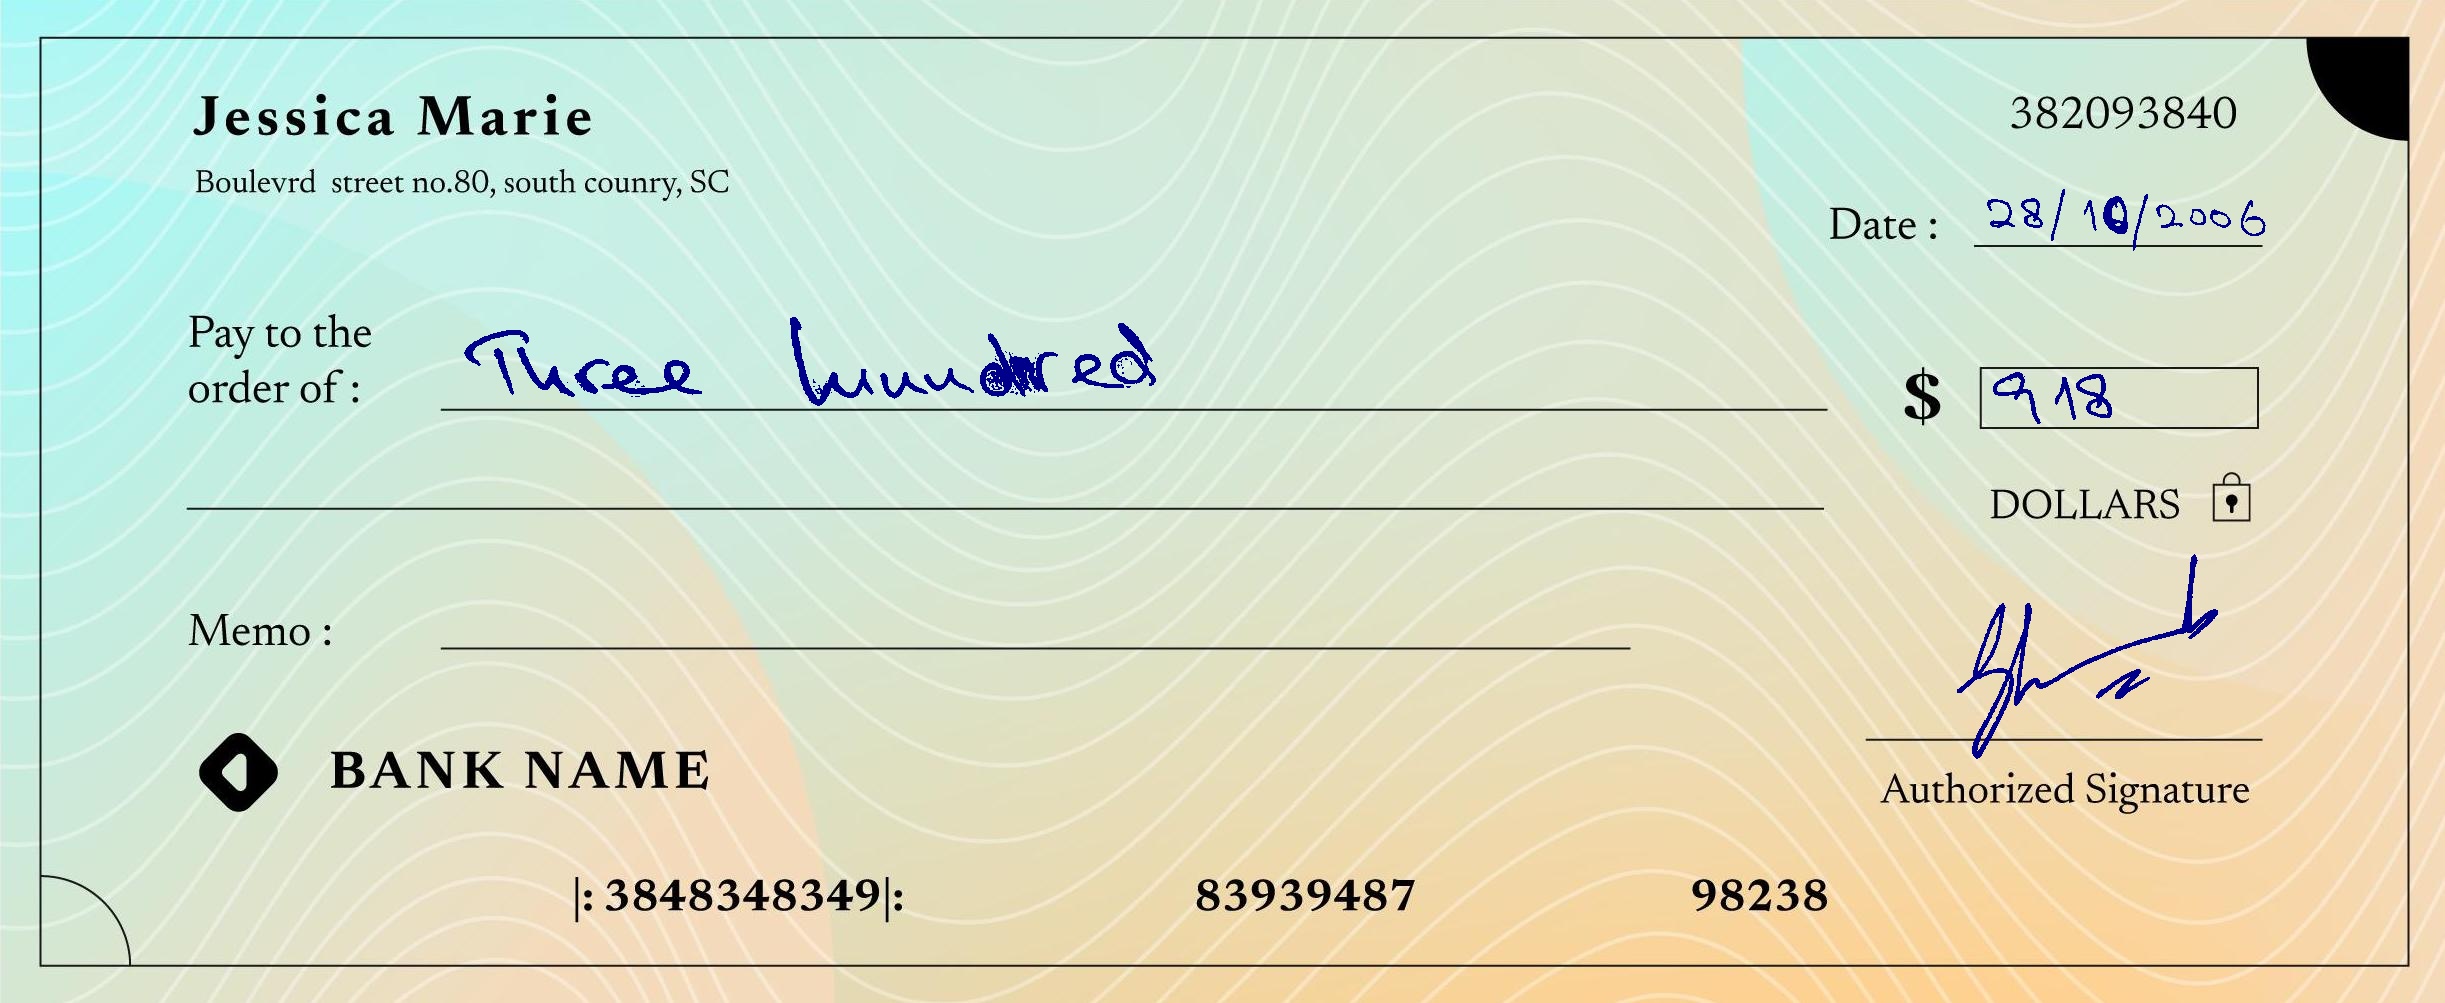 Jessica Marie
382093840
Boulevrd street no.80, south counry, SC
Date : 28/10/2006
Pay to the
order of : Three hundred
$ 918
DOLLARS
Memo :
BANK NAME
Authorized Signature
|: 3848348349|: 83939487 98238